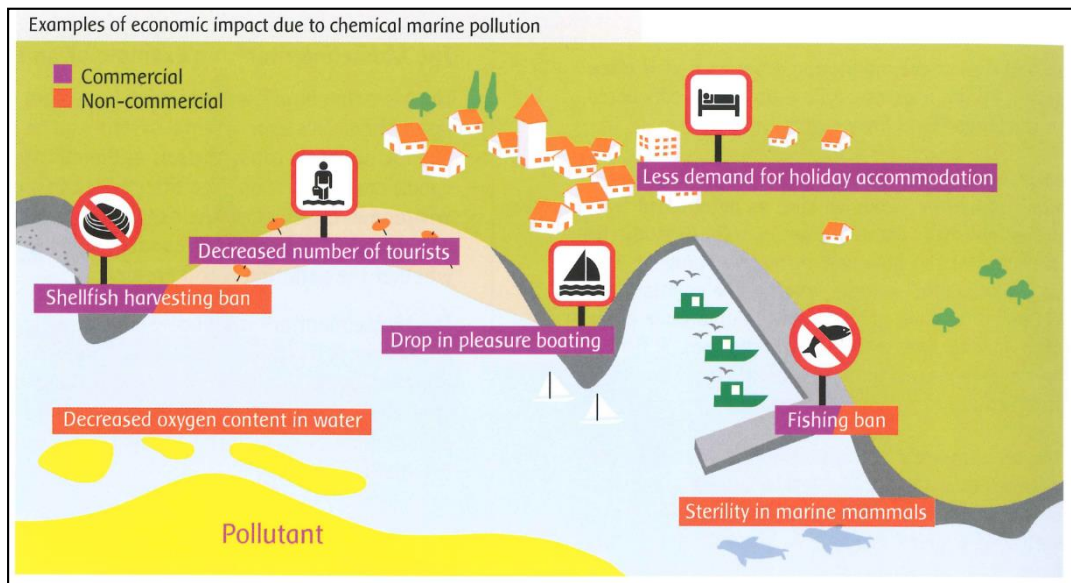 Examples of economic impact due to chemical marine pollution
Commercial
Non-commercial
Less demand for holiday accommodation
Decreased number of tourists
Shellfish harvesting ban
Drop in pleasure boating
Decreased oxygen content in water
Fishing ban
Sterility in marine mammals
Pollutant